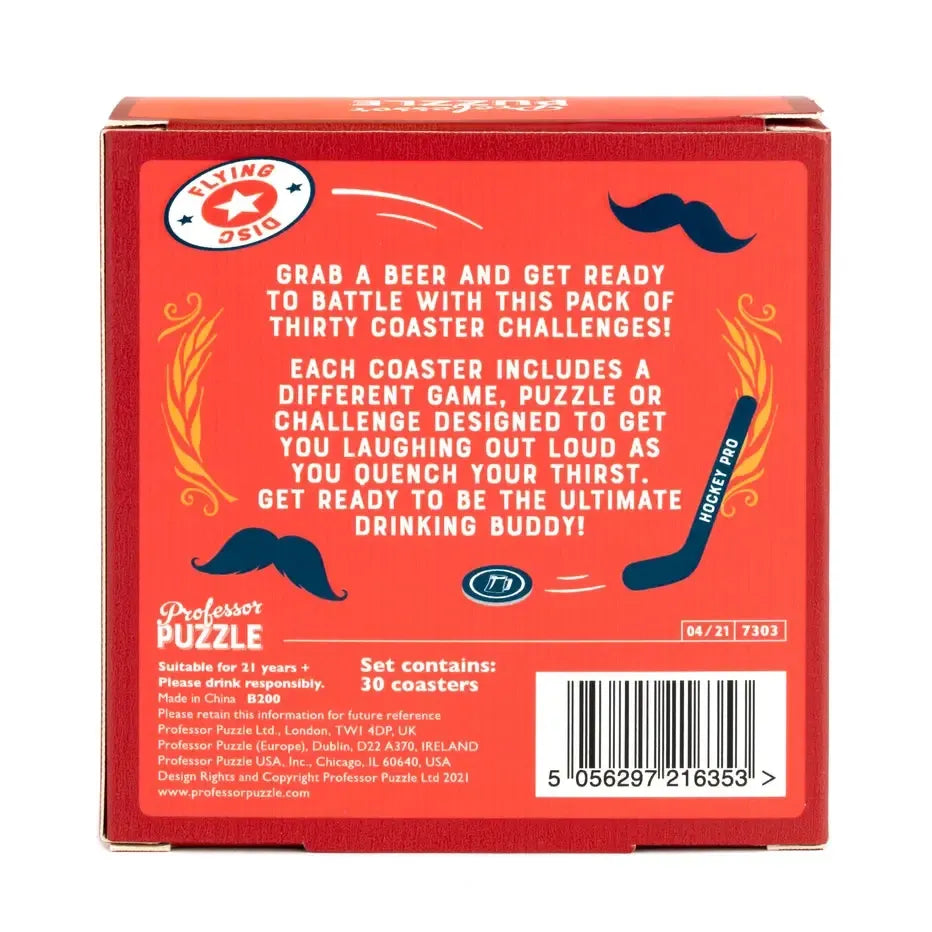 Professor
PUZZLE
FLYING
DISC
GRAB A BEER AND GET READY
TO BATTLE WITH THIS PACK OF
THIRTY COASTER CHALLENGES!
EACH COASTER INCLUDES A
DIFFERENT GAME, PUZZLE OR
CHALLENGE DESIGNED TO GET
YOU LAUGHING OUT LOUD AS
YOU QUENCH YOUR THIRST.
GET READY TO BE THE ULTIMATE
DRINKING BUDDY!
HOCKEY PRO
Professor
PUZZLE
04/21 7303
Suitable for 21 years +
Please drink responsibly.
Made in China B200
Please retain this information for future reference
Professor Puzzle Ltd., London, TW1 4DP, UK
Professor Puzzle (Europe), Dublin, D22 A370, IRELAND
Professor Puzzle USA, Inc., Chicago, IL 60640, USA
Design Rights and Copyright Professor Puzzle Ltd 2021
www.professorpuzzle.com
Set contains:
30 coasters
5 056297 216353 >